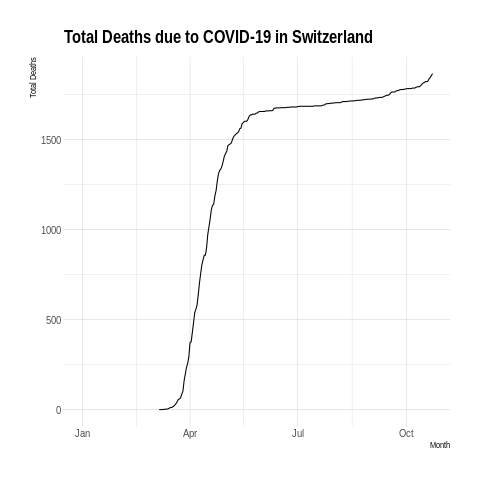 Total Deaths due to COVID-19 in Switzerland
Total Deaths
1500
1000
500
0
Jan Apr Jul Oct
Month